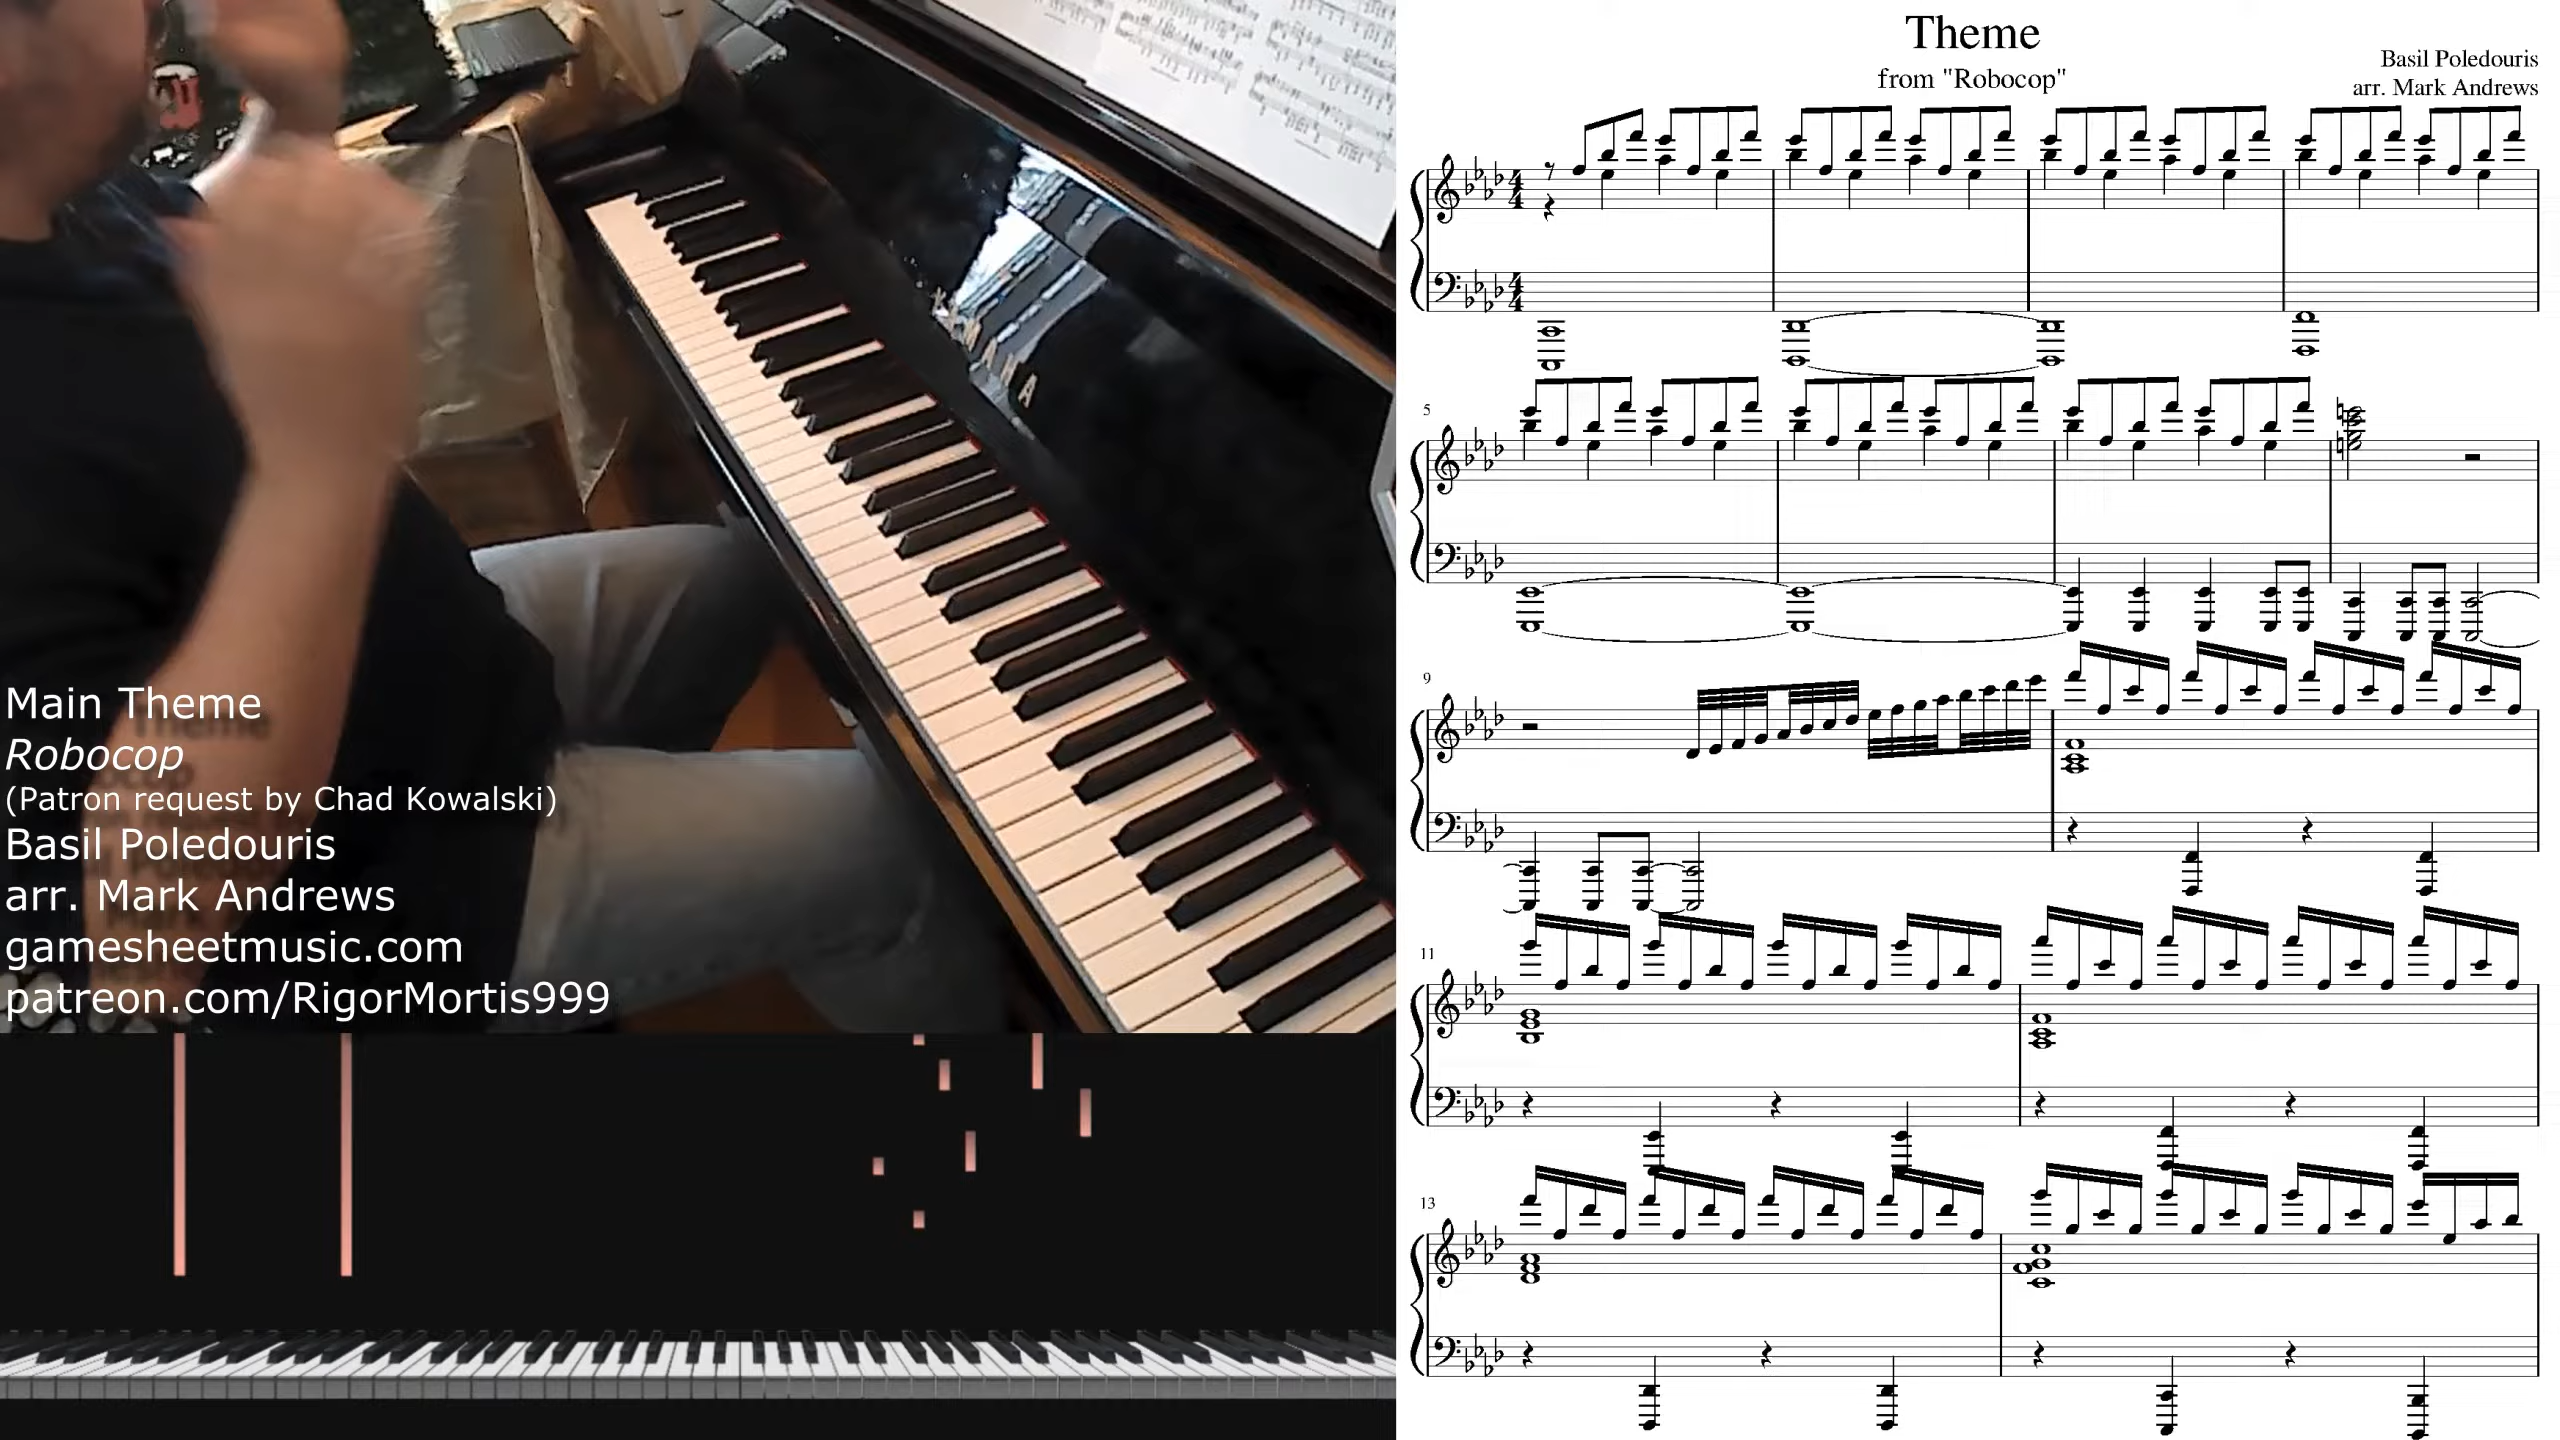 Main Theme
Robocop
(Patron request by Chad Kowalski)
Basil Poledouris
arr. Mark Andrews
gamesheetmusic.com
patreon.com/RigorMortis999
YAMAHA
Theme
from "Robocop"
Basil Poledouris
arr. Mark Andrews
5
9
11
13